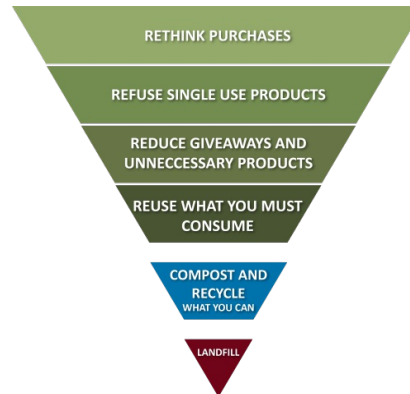 RETHINK PURCHASES
REFUSE SINGLE USE PRODUCTS
REDUCE GIVEAWAYS AND
UNNECCESSARY PRODUCTS
REUSE WHAT YOU MUST
CONSUME
COMPOST AND
RECYCLE
WHAT YOU CAN
LANDFILL